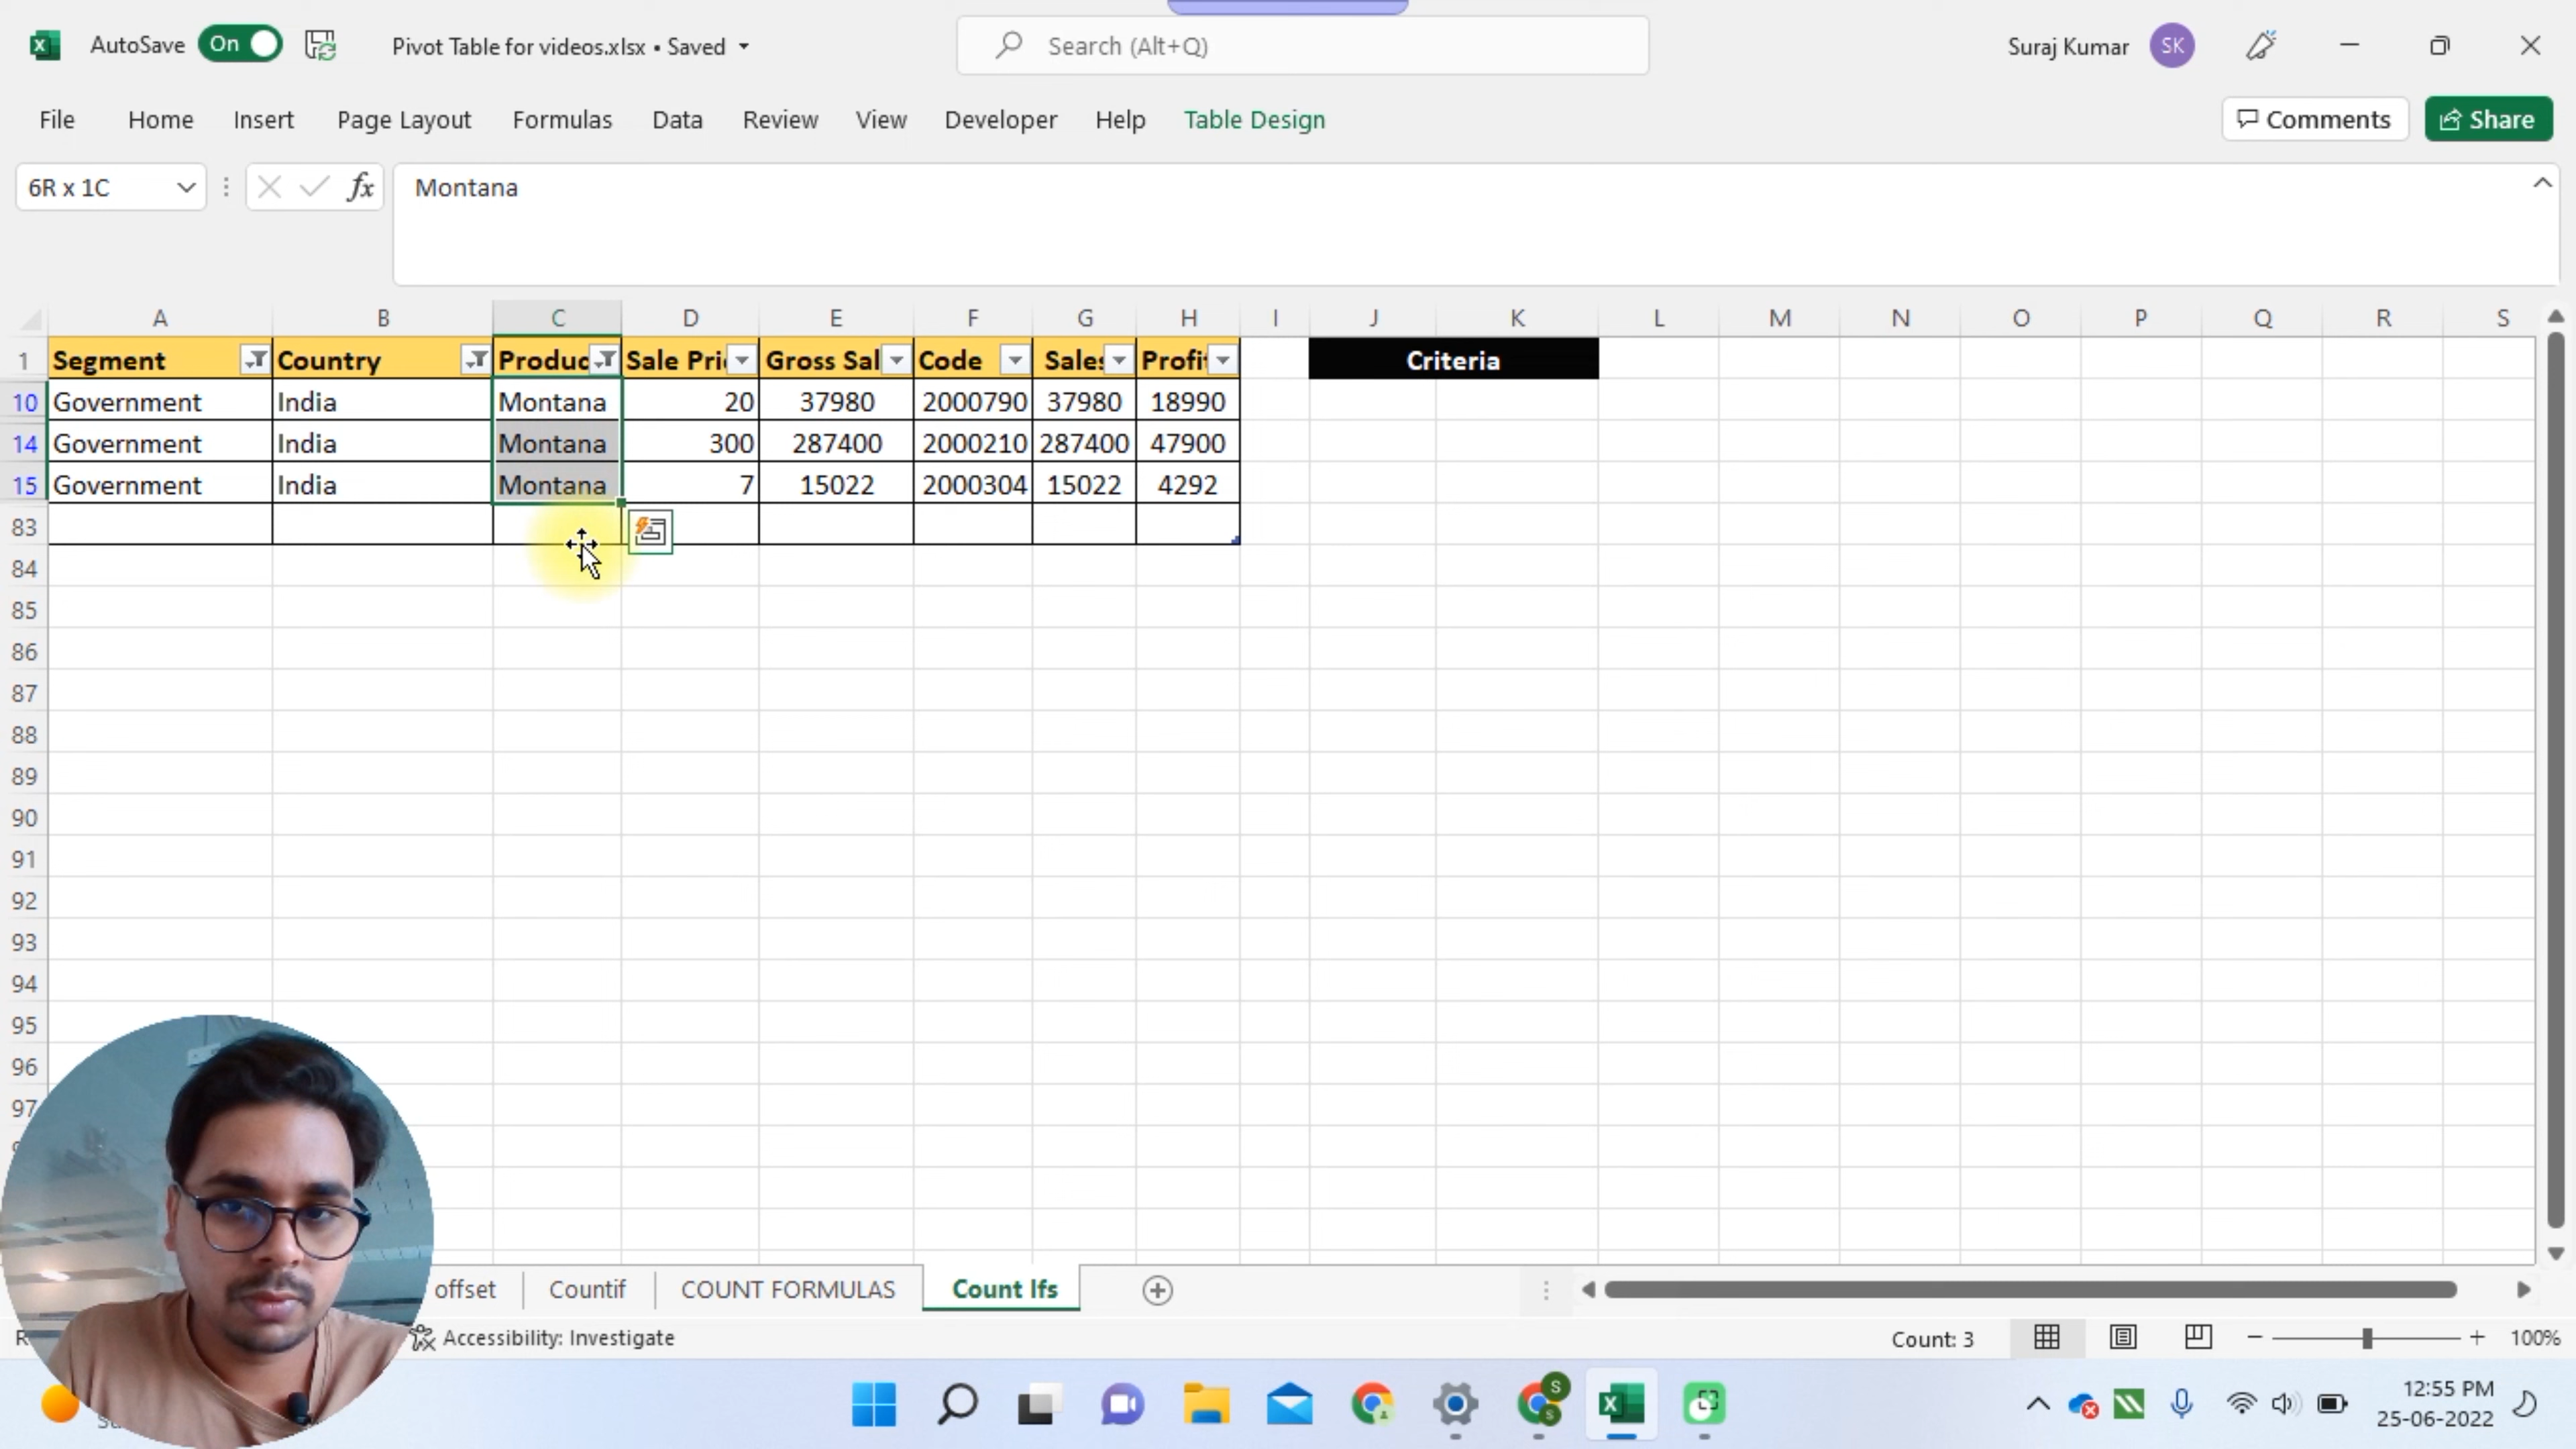 AutoSave On Pivot Table for videos.xlsx • Saved Search (Alt+Q) Suraj Kumar SK
File Home Insert Page Layout Formulas Data Review View Developer Help Table Design Comments Share
6R x 1C fx Montana
A B C D E F G H I J K L M N O P Q R S
1 Segment Country Produc Sale Pri Gross Sal Code Sales Profi Criteria
10 Government India Montana 20 37980 2000790 37980 18990
14 Government India Montana 300 287400 2000210 287400 47900
15 Government India Montana 7 15022 2000304 15022 4292
83
84
85
86
87
88
89
90
91
92
93
94
95
96
97
offset Countif COUNT FORMULAS Count Ifs
Accessibility: Investigate Count: 3 100%
S
S
12:55 PM
25-06-2022